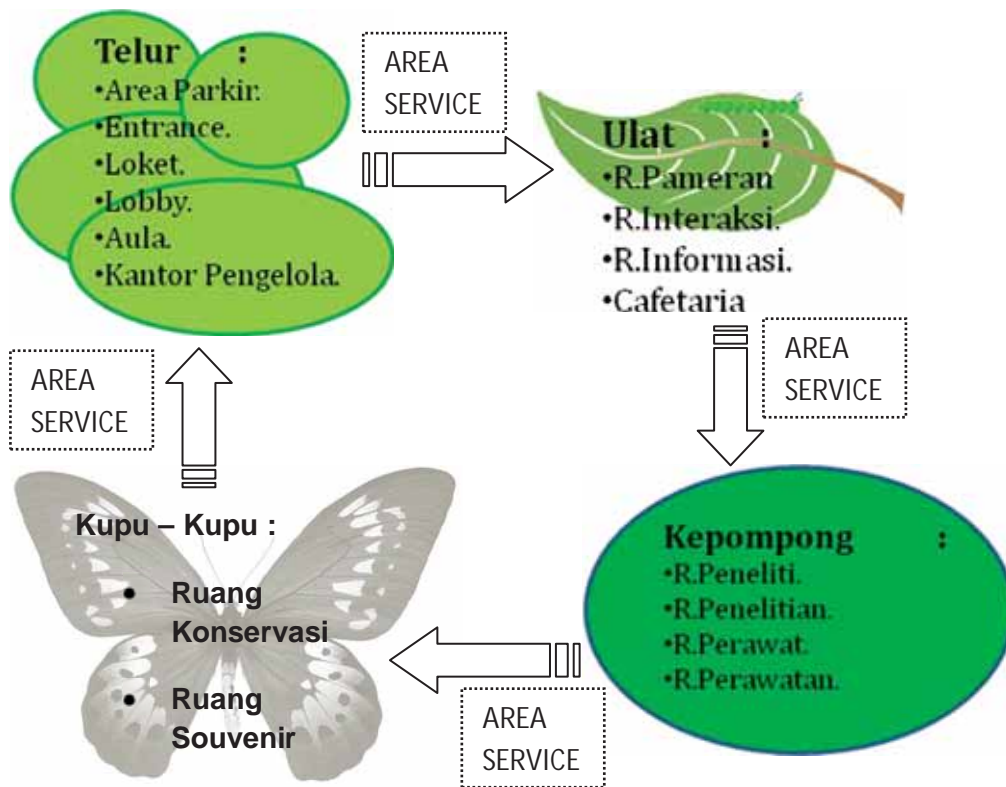 Telur :
•Area Parkir.
•Entrance.
•Loket.
•Lobby.
•Aula.
•Kantor Pengelola.
AREA
SERVICE
Ulat :
•R.Pameran
•R.Interaksi.
•R.Informasi.
•Cafetaria
AREA
SERVICE
Kepompong :
•R.Peneliti.
•R.Penelitian.
•R.Perawat.
•R.Perawatan.
AREA
SERVICE
Kupu – Kupu :
• Ruang
Konservasi
• Ruang
Souvenir
AREA
SERVICE